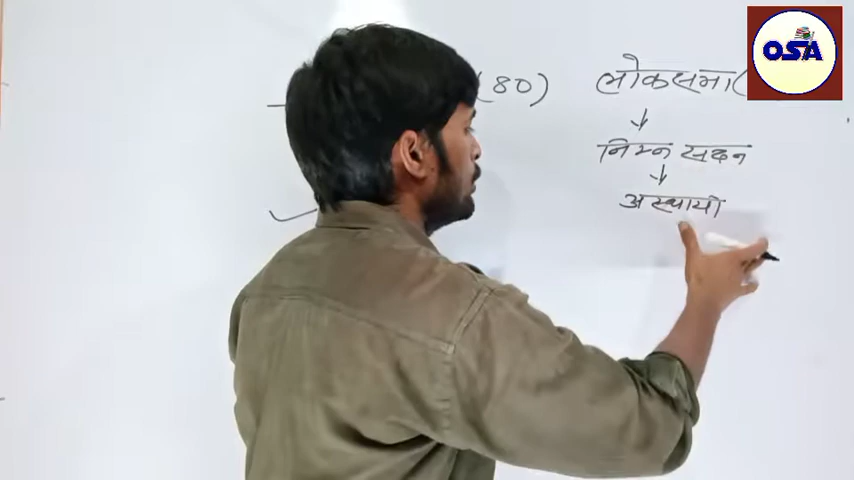 (80) लोकसभा (
↓
निम्न सदन
↓
अस्थायी
OSA